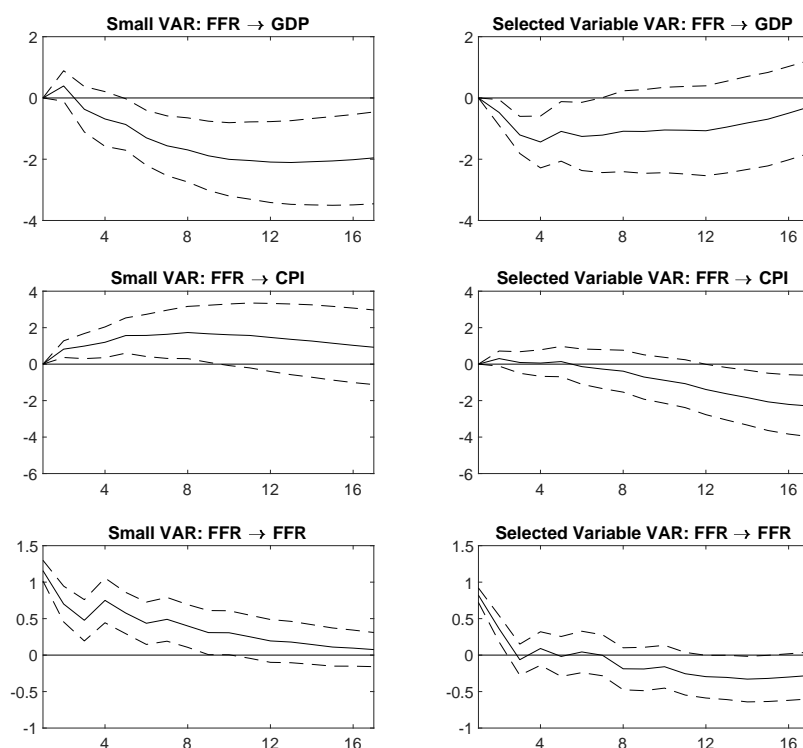 Small VAR: FFR → GDP
2
0
-2
-4
4 8 12 16
Selected Variable VAR: FFR → GDP
2
0
-2
-4
4 8 12 16
Small VAR: FFR → CPI
4
2
0
-2
-4
-6
4 8 12 16
Selected Variable VAR: FFR → CPI
4
2
0
-2
-4
-6
4 8 12 16
Small VAR: FFR → FFR
1.5
1
0.5
0
-0.5
-1
4 8 12 16
Selected Variable VAR: FFR → FFR
1.5
1
0.5
0
-0.5
-1
4 8 12 16